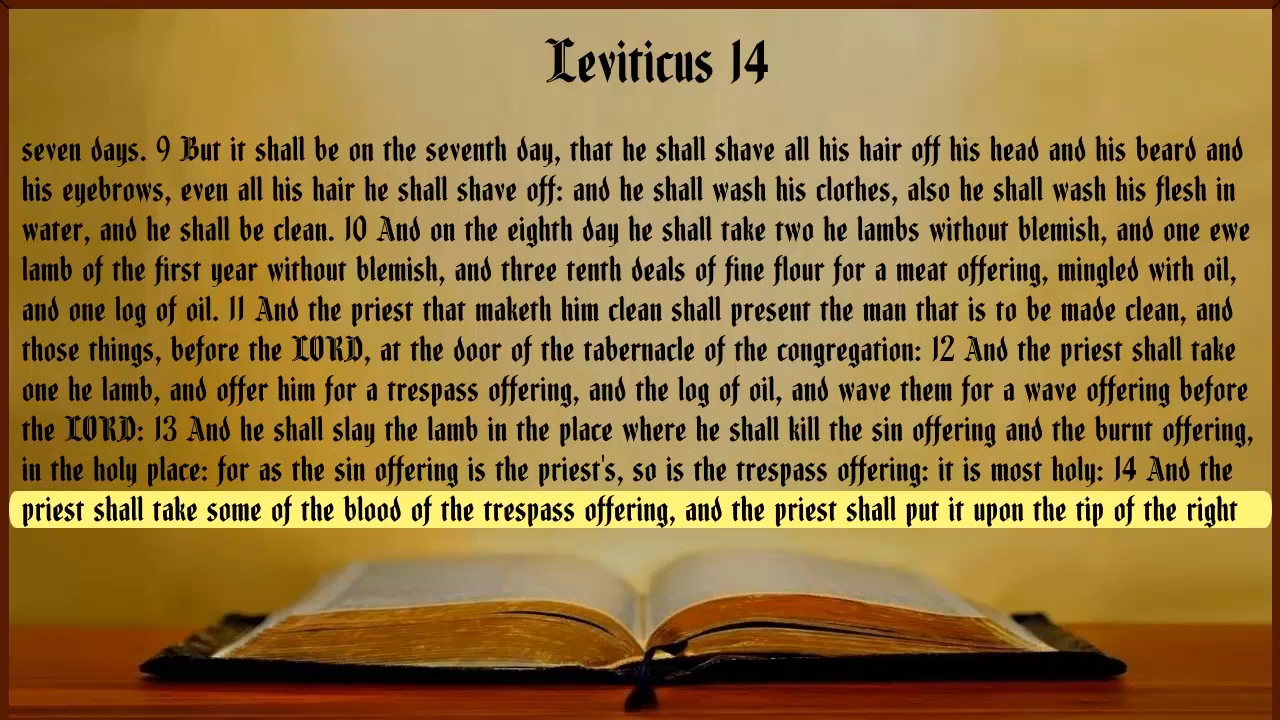 Leviticus 14
seven days. 9 But it shall be on the seventh day, that he shall shave all his hair off his head and his beard and
his eyebrows, even all his hair he shall shave off: and he shall wash his clothes, also he shall wash his flesh in
water, and he shall be clean. 10 And on the eighth day he shall take two he lambs without blemish, and one ewe
lamb of the first year without blemish, and three tenth deals of fine flour for a meat offering, mingled with oil,
and one log of oil. 11 And the priest that maketh him clean shall present the man that is to be made clean, and
those things, before the LORD, at the door of the tabernacle of the congregation: 12 And the priest shall take
one he lamb, and offer him for a trespass offering, and the log of oil, and wave them for a wave offering before
the LORD: 13 And he shall slay the lamb in the place where he shall kill the sin offering and the burnt offering,
in the holy place: for as the sin offering is the priest's, so is the trespass offering: it is most holy: 14 And the
priest shall take some of the blood of the trespass offering, and the priest shall put it upon the tip of the right